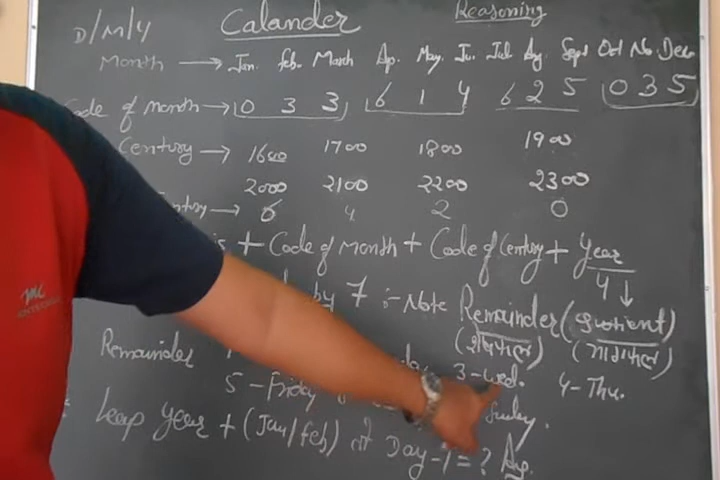 D/M/Y Calander Reasoning
Month → Jan. feb. March Ap. May. Ju. Jul Ag. Sept Oct No. Dec.
Code of month → 0 3 3 6 1 4 6 2 5 0 3 5
Century → 1600 1700 1800 1900
2000 2100 2200 2300
→ 6 4 2 0
+ Code of Month + Code of Century + Year/4 ↓
by 7 :- Note Remainder (Quotient)
(शेषफल) (भागफल)
Remainder 3-wed. 4-Thu.
5-Friday
Leap year + (Jan/feb) Day-1 = ? Ag.